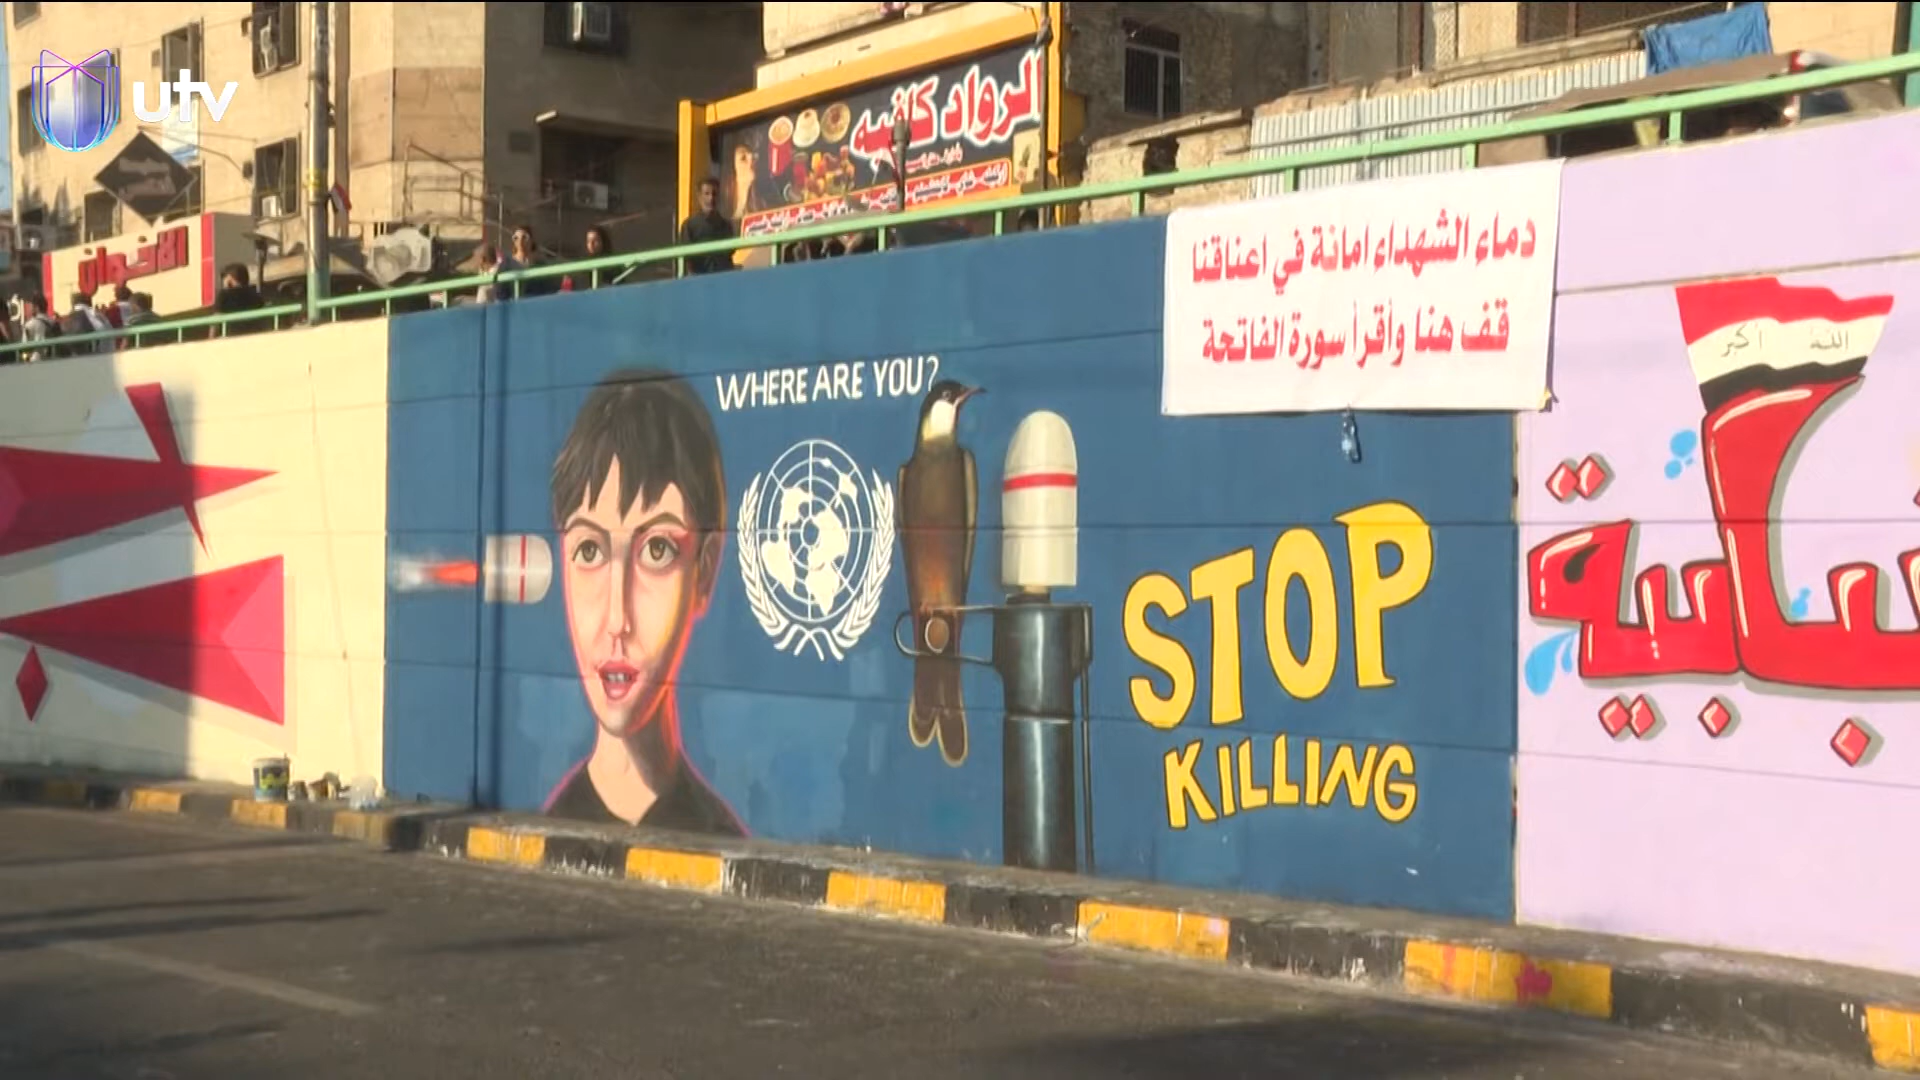 utv
الرواد كافيه
الاخوان
دماء الشهداء امانة في اعناقنا
قف هنا وأقرأ سورة الفاتحة
WHERE ARE YOU?
الله أكبر
STOP
KILLING